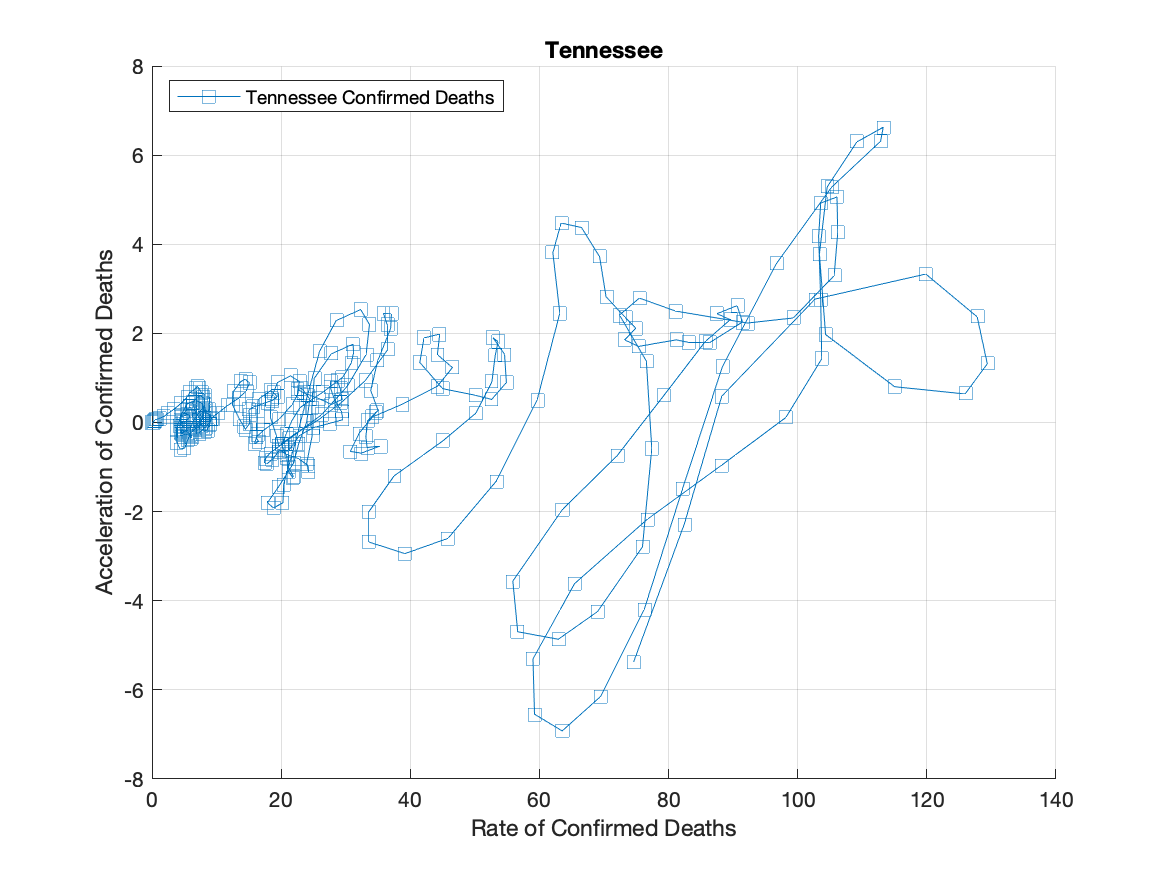 Tennessee
8
Tennessee Confirmed Deaths
6
4
2
0
-2
-4
-6
-8
Acceleration of Confirmed Deaths
0 20 40 60 80 100 120 140
Rate of Confirmed Deaths